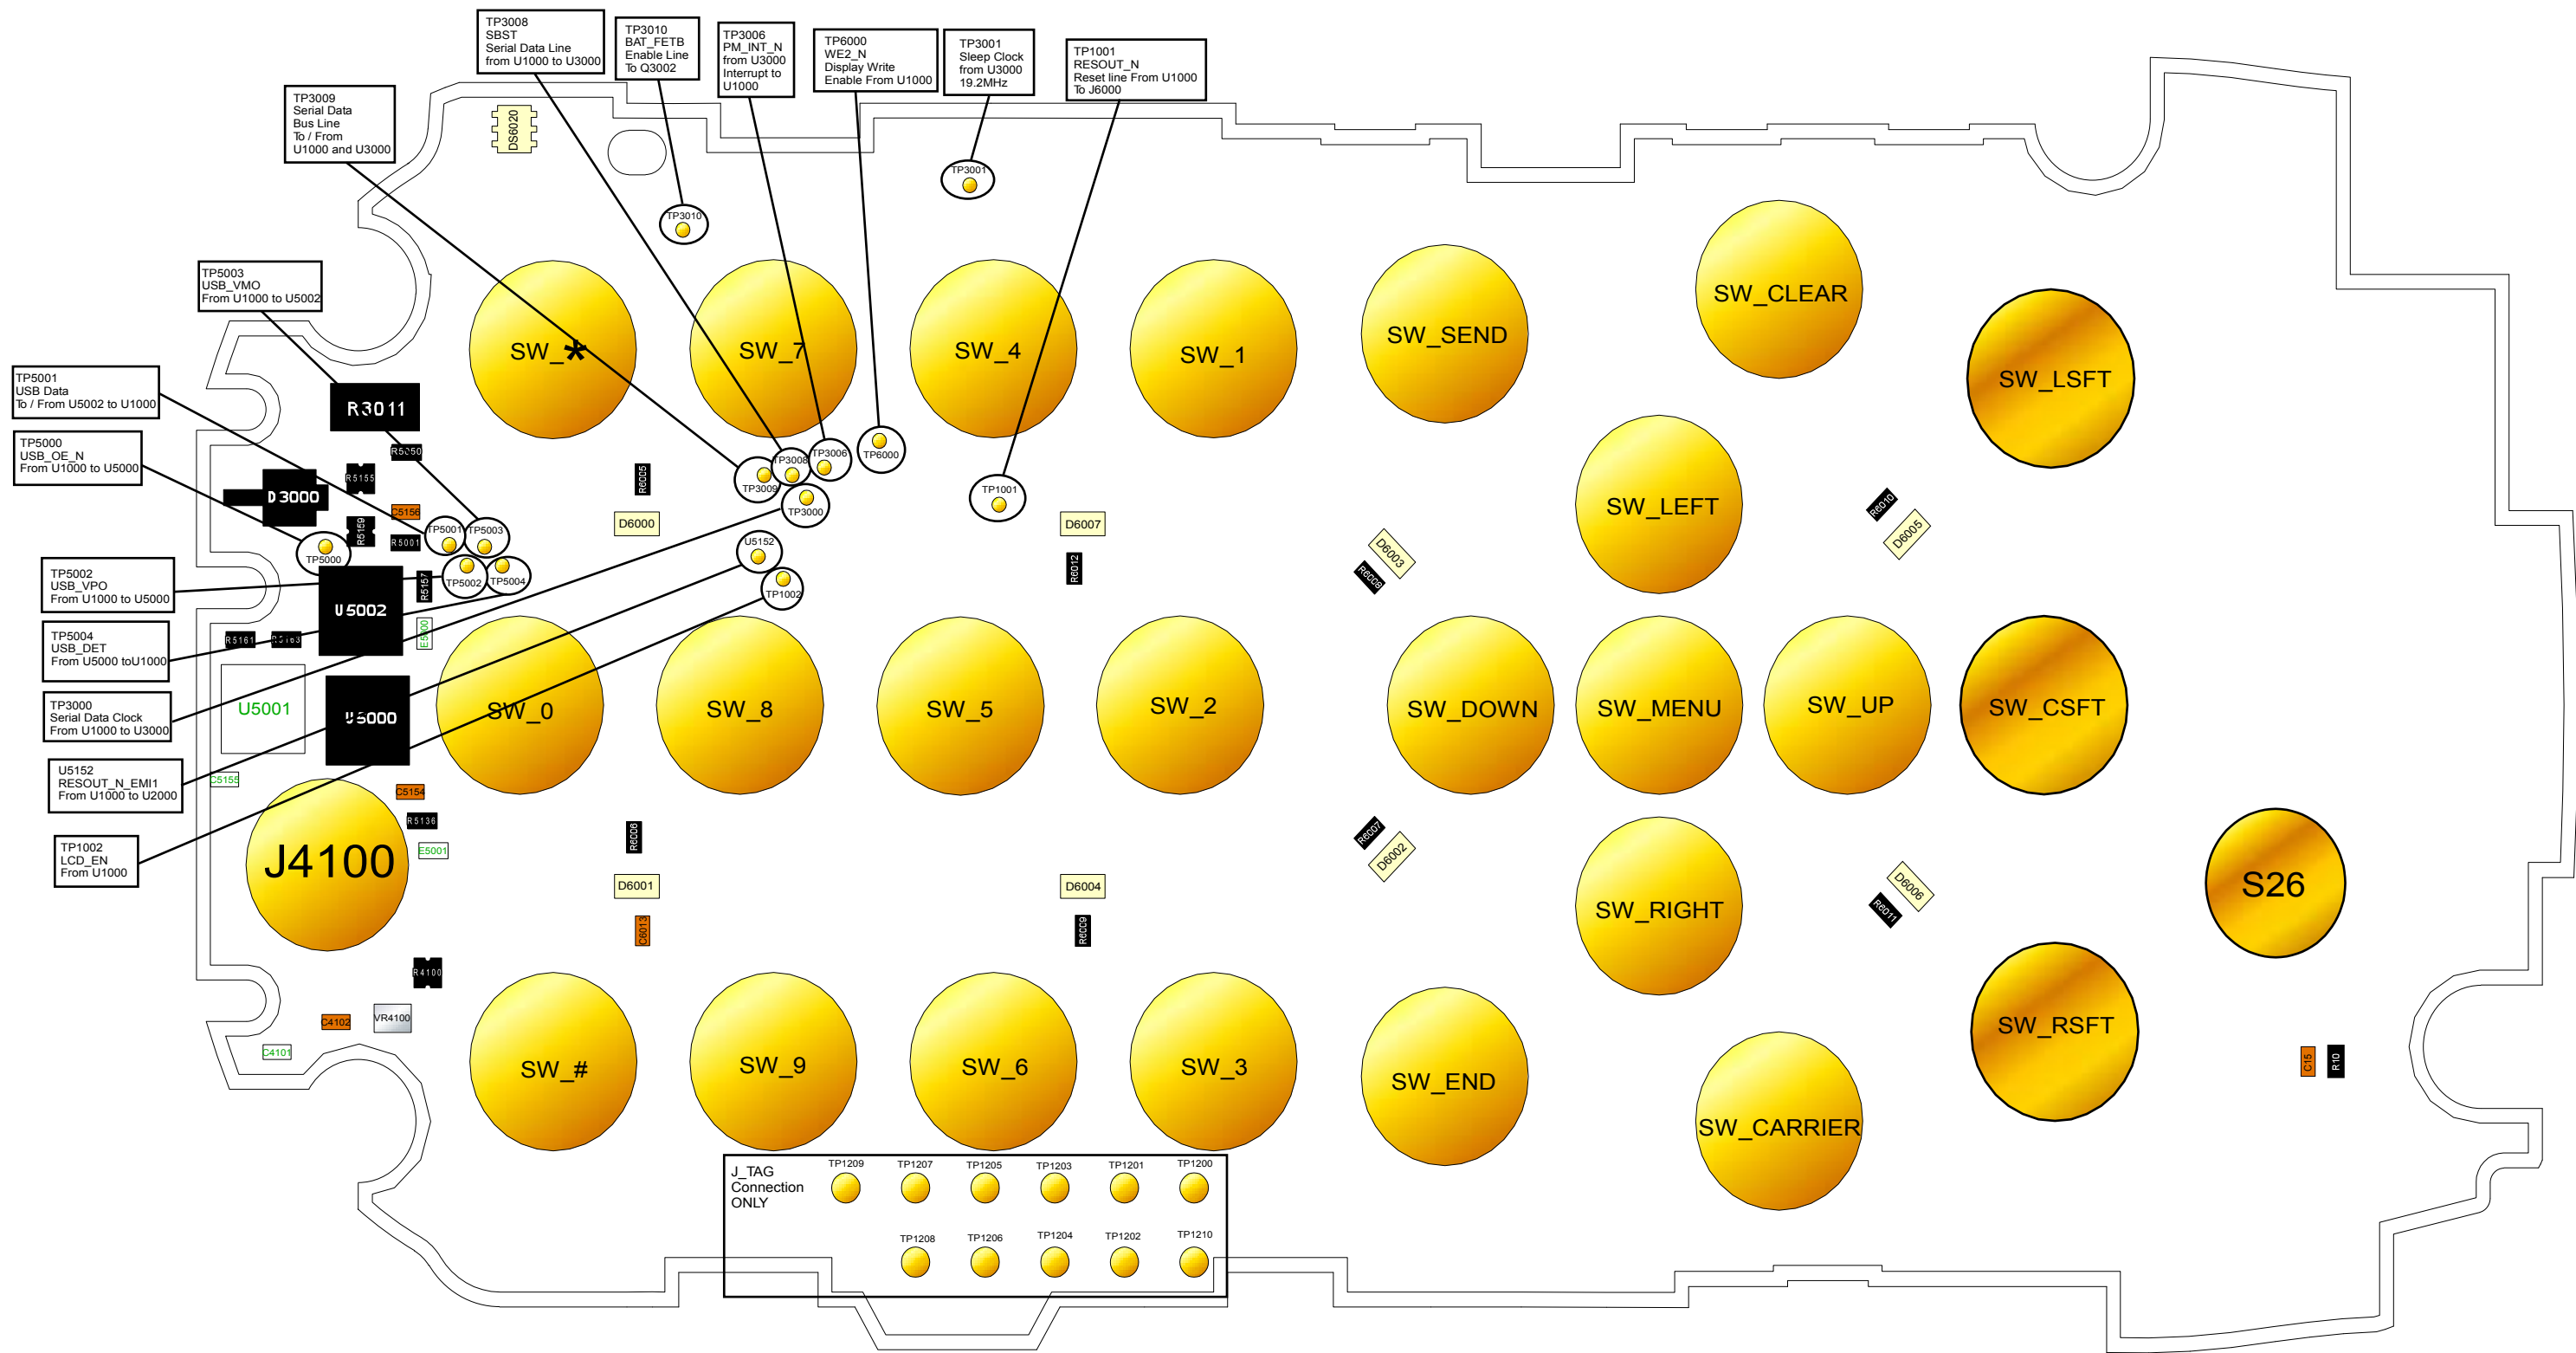 TP3008
SBST
Serial Data Line
from U1000 to U3000
TP3010
BAT_FETB
Enable Line
To Q3002
TP3006
PM_INT_N
from U3000
Interrupt to
U1000
TP6000
WE2_N
Display Write
Enable From U1000
TP3001
Sleep Clock
from U3000
19.2MHz
TP1001
RESOUT_N
Reset line From U1000
To J6000
TP3009
Serial Data
Bus Line
To / From
U1000 and U3000
DS6020
TP3001
TP3010
TP5003
USB_VMO
From U1000 to U5002
SW_*
SW_7
SW_4
SW_1
SW_SEND
SW_CLEAR
SW_LSFT
TP5001
USB Data
To / From U5002 to U1000
R3011
TP5000
USB_OE_N
From U1000 to U5000
R5050
R5155
D3000
C5156
R5159
R5001
TP5001
TP5003
TP5000
TP5002
TP5004
R5157
R6005
D6000
TP3009
TP3008
TP3006
TP6000
TP3000
TP1001
U5152
TP1002
D6007
R6012
D6003
R6008
SW_LEFT
R6010
D6005
TP5002
USB_VPO
From U1000 to U5000
U5002
TP5004
USB_DET
From U5000 toU1000
R5161
R5163
E5000
TP3000
Serial Data Clock
From U1000 to U3000
U5001
U5000
SW_0
SW_8
SW_5
SW_2
SW_DOWN
SW_MENU
SW_UP
SW_CSFT
U5152
RESOUT_N_EMI1
From U1000 to U2000
C5155
C5154
R5136
E5001
TP1002
LCD_EN
From U1000
J4100
R6006
D6001
C6013
D6004
R6009
R6007
D6002
SW_RIGHT
D6006
R6011
S26
R4100
C4102
VR4100
C4101
SW_#
SW_9
SW_6
SW_3
SW_END
SW_CARRIER
SW_RSFT
C15
R10
J_TAG
Connection
ONLY
TP1209
TP1207
TP1205
TP1203
TP1201
TP1200
TP1208
TP1206
TP1204
TP1202
TP1210